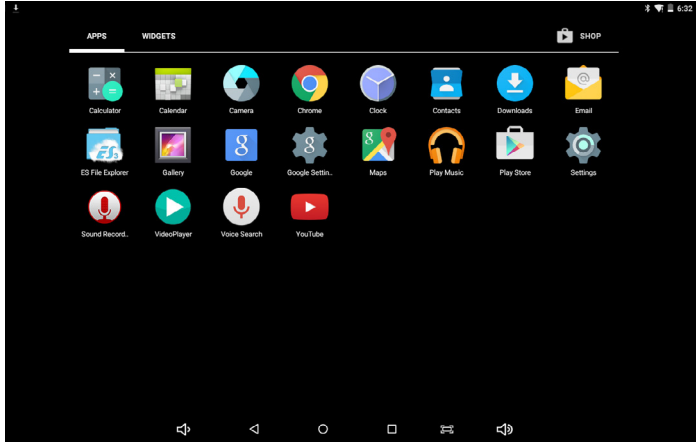 6:32
APPS WIDGETS SHOP
Calculator Calendar Camera Chrome Clock Contacts Downloads Email
ES File Explorer Gallery Google Google Settin.. Maps Play Music Play Store Settings
Sound Record.. VideoPlayer Voice Search YouTube